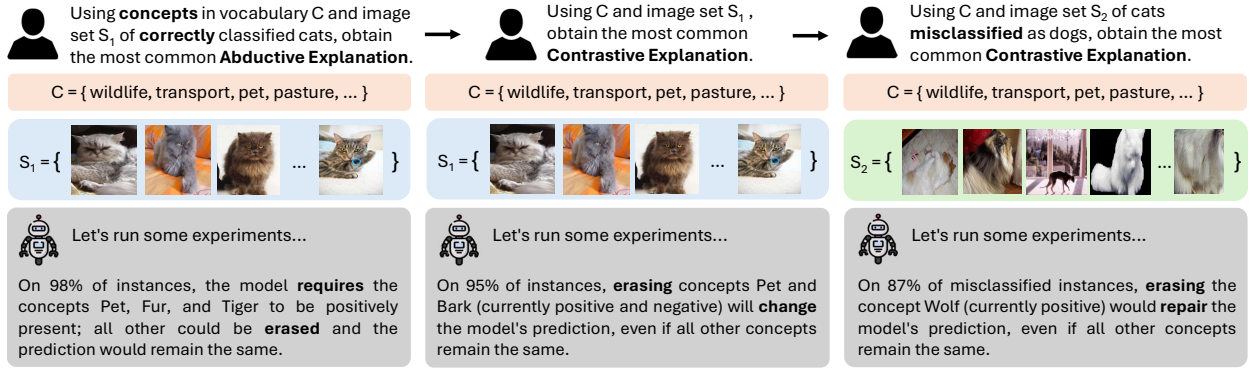 Using concepts in vocabulary C and image
set S1 of correctly classified cats, obtain
the most common Abductive Explanation.
C = { wildlife, transport, pet, pasture, ... }
S1 = { ... }
Let's run some experiments...
On 98% of instances, the model requires the
concepts Pet, Fur, and Tiger to be positively
present; all other could be erased and the
prediction would remain the same.
Using C and image set S1 ,
obtain the most common
Contrastive Explanation.
C = { wildlife, transport, pet, pasture, ... }
S1 = { ... }
Let's run some experiments...
On 95% of instances, erasing concepts Pet and
Bark (currently positive and negative) will change
the model's prediction, even if all other concepts
remain the same.
Using C and image set S2 of cats
misclassified as dogs, obtain the most
common Contrastive Explanation.
C = { wildlife, transport, pet, pasture, ... }
S2 = { ... }
Let's run some experiments...
On 87% of misclassified instances, erasing the
concept Wolf (currently positive) would repair the
model's prediction, even if all other concepts
remain the same.